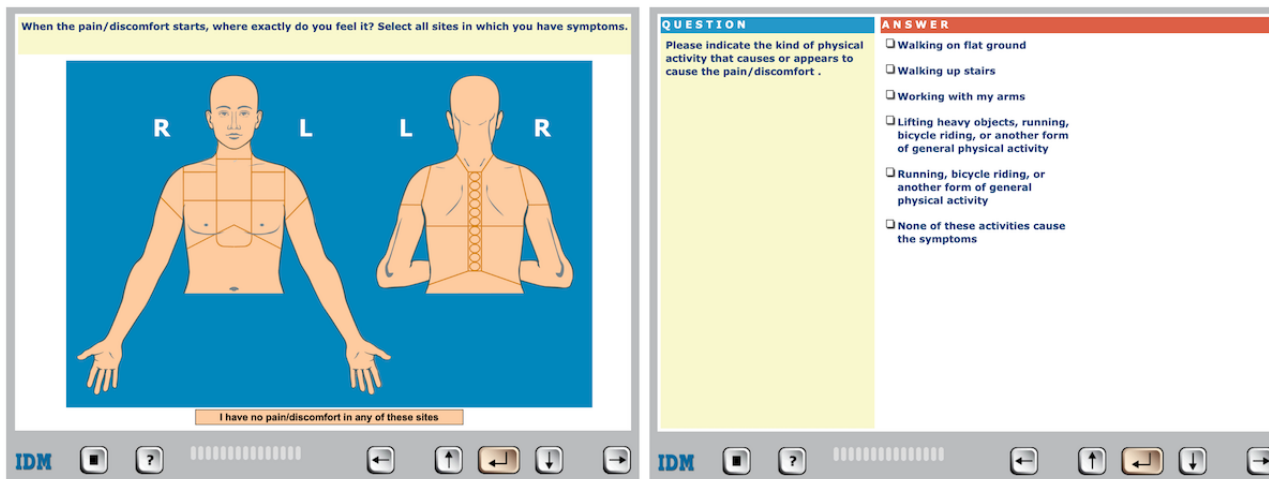 When the pain/discomfort starts, where exactly do you feel it? Select all sites in which you have symptoms.
R
L
L
R
I have no pain/discomfort in any of these sites
IDM
?
QUESTION
Please indicate the kind of physical
activity that causes or appears to
cause the pain/discomfort .
ANSWER
Walking on flat ground
Walking up stairs
Working with my arms
Lifting heavy objects, running,
bicycle riding, or another form
of general physical activity
Running, bicycle riding, or
another form of general
physical activity
None of these activities cause
the symptoms
IDM
?